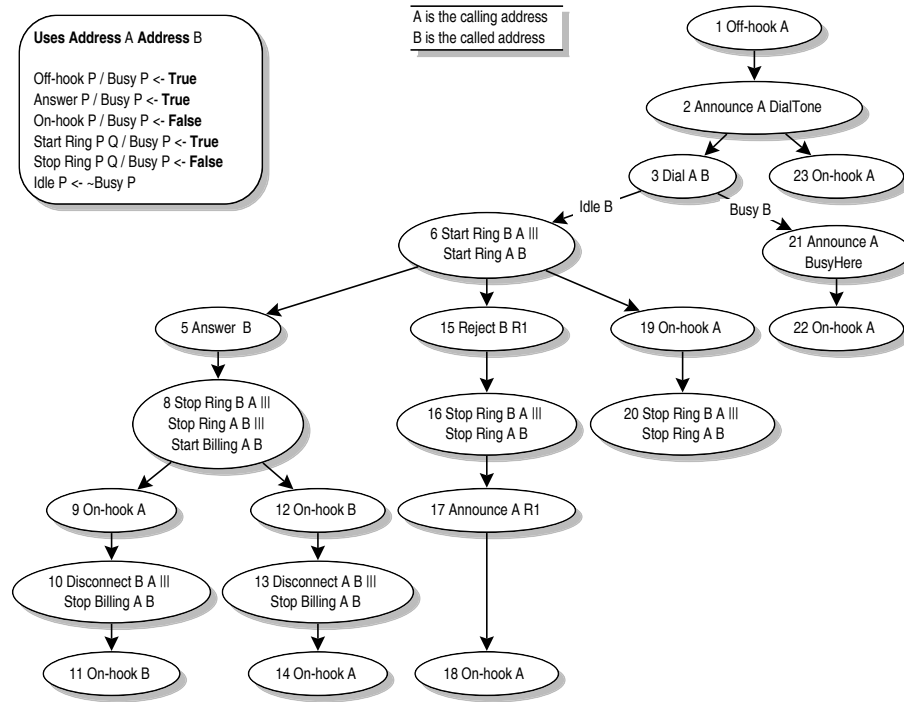 Uses Address A Address B
Off-hook P / Busy P <- True
Answer P / Busy P <- True
On-hook P / Busy P <- False
Start Ring P Q / Busy P <- True
Stop Ring P Q / Busy P <- False
Idle P <- ~Busy P
A is the calling address
B is the called address
1 Off-hook A
2 Announce A DialTone
3 Dial A B
23 On-hook A
Idle B
Busy B
6 Start Ring B A |||
Start Ring A B
21 Announce A
BusyHere
5 Answer B
15 Reject B R1
19 On-hook A
22 On-hook A
8 Stop Ring B A |||
Stop Ring A B |||
Start Billing A B
16 Stop Ring B A |||
Stop Ring A B
20 Stop Ring B A |||
Stop Ring A B
9 On-hook A
12 On-hook B
17 Announce A R1
10 Disconnect B A |||
Stop Billing A B
13 Disconnect A B |||
Stop Billing A B
11 On-hook B
14 On-hook A
18 On-hook A